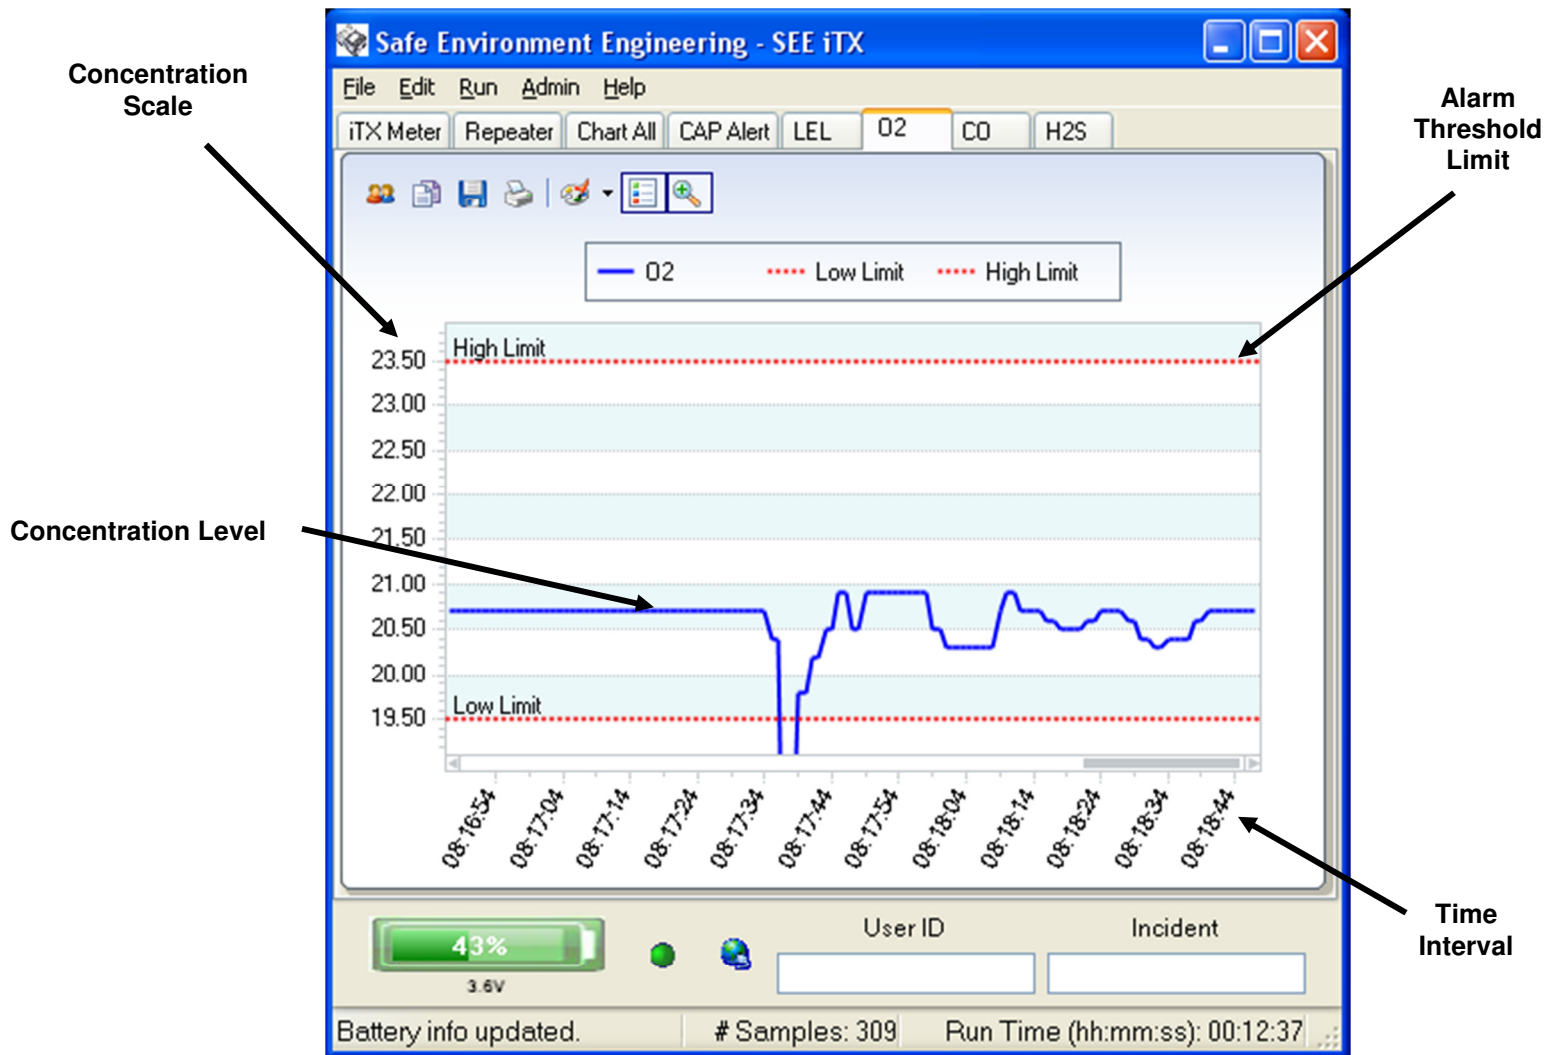 Safe Environment Engineering - SEE iTX
File Edit Run Admin Help
iTX Meter Repeater Chart All CAP Alert LEL O2 CO H2S
Concentration
Scale
Alarm
Threshold
Limit
O2 Low Limit High Limit
High Limit
23.50
23.00
22.50
22.00
21.50
Concentration Level
21.00
20.50
20.00
Low Limit
19.50
08:16:54 08:17:04 08:17:14 08:17:24 08:17:34 08:17:44 08:17:54 08:18:04 08:18:14 08:18:24 08:18:34 08:18:44
Time
Interval
43%
3.6V
User ID Incident
Battery info updated. # Samples: 309 Run Time (hh:mm:ss): 00:12:37